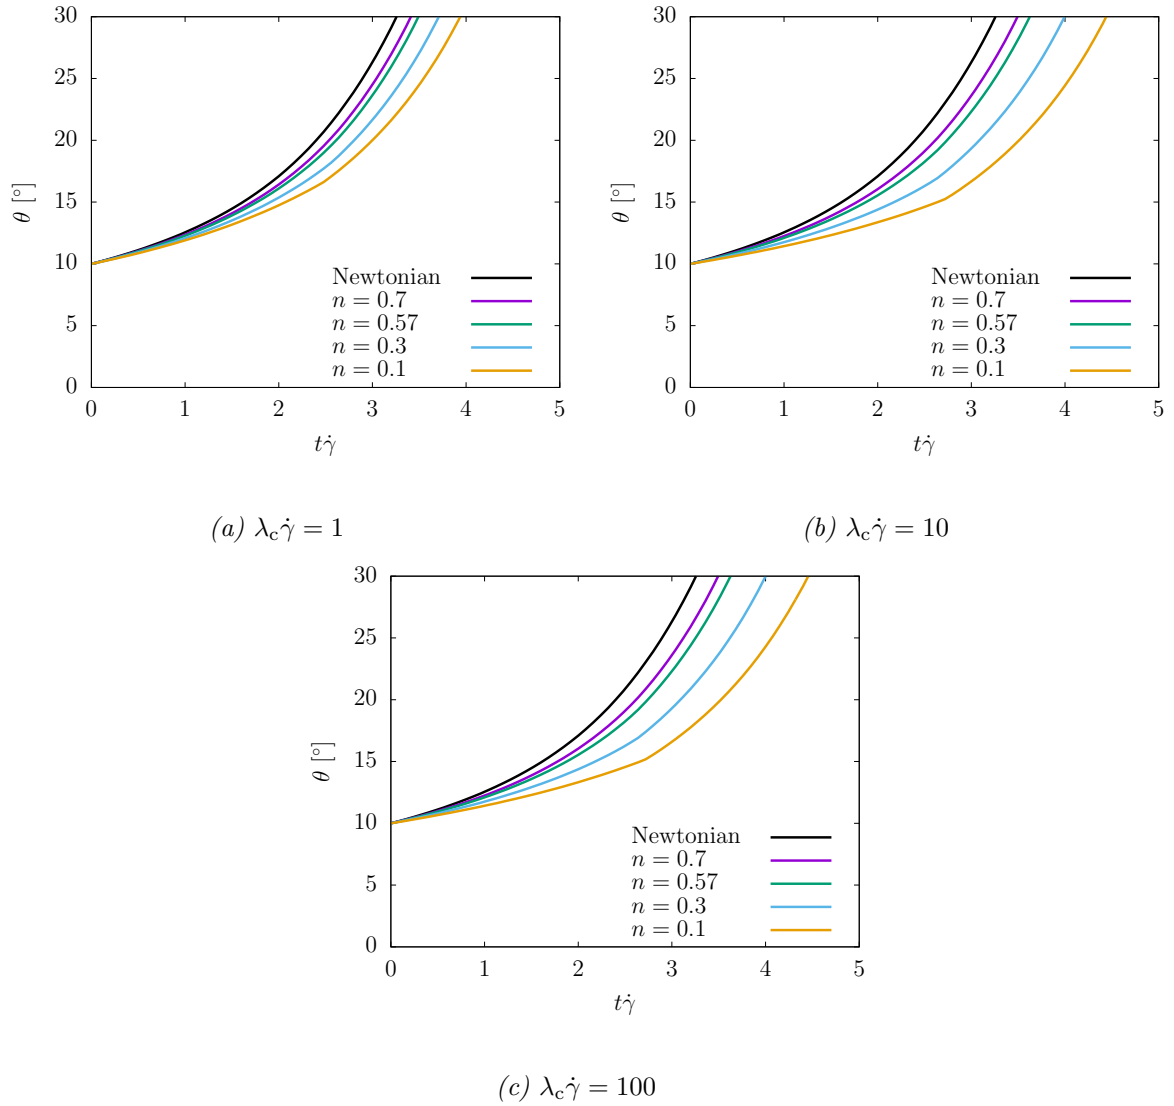 30
25
20
15
10
5
0
θ [°]
Newtonian
n = 0.7
n = 0.57
n = 0.3
n = 0.1
0 1 2 3 4 5
tγ̇
(a) λ_c γ̇ = 1
30
25
20
15
10
5
0
θ [°]
Newtonian
n = 0.7
n = 0.57
n = 0.3
n = 0.1
0 1 2 3 4 5
tγ̇
(b) λ_c γ̇ = 10
30
25
20
15
10
5
0
θ [°]
Newtonian
n = 0.7
n = 0.57
n = 0.3
n = 0.1
0 1 2 3 4 5
tγ̇
(c) λ_c γ̇ = 100